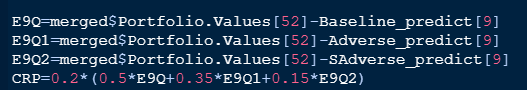 E9Q=merged$Portfolio.Values[52]-Baseline_predict[9]
E9Q1=merged$Portfolio.Values[52]-Adverse_predict[9]
E9Q2=merged$Portfolio.Values[52]-SAdverse_predict[9]
CRP=0.2*(0.5*E9Q+0.35*E9Q1+0.15*E9Q2)